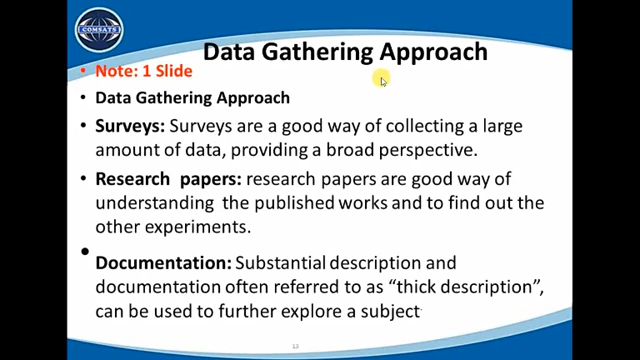 COMSATS
Data Gathering Approach
• Note: 1 Slide
• Data Gathering Approach
• Surveys: Surveys are a good way of collecting a large
amount of data, providing a broad perspective.
• Research papers: research papers are good way of
understanding the published works and to find out the
other experiments.
• Documentation: Substantial description and
documentation often referred to as “thick description”,
can be used to further explore a subject
12